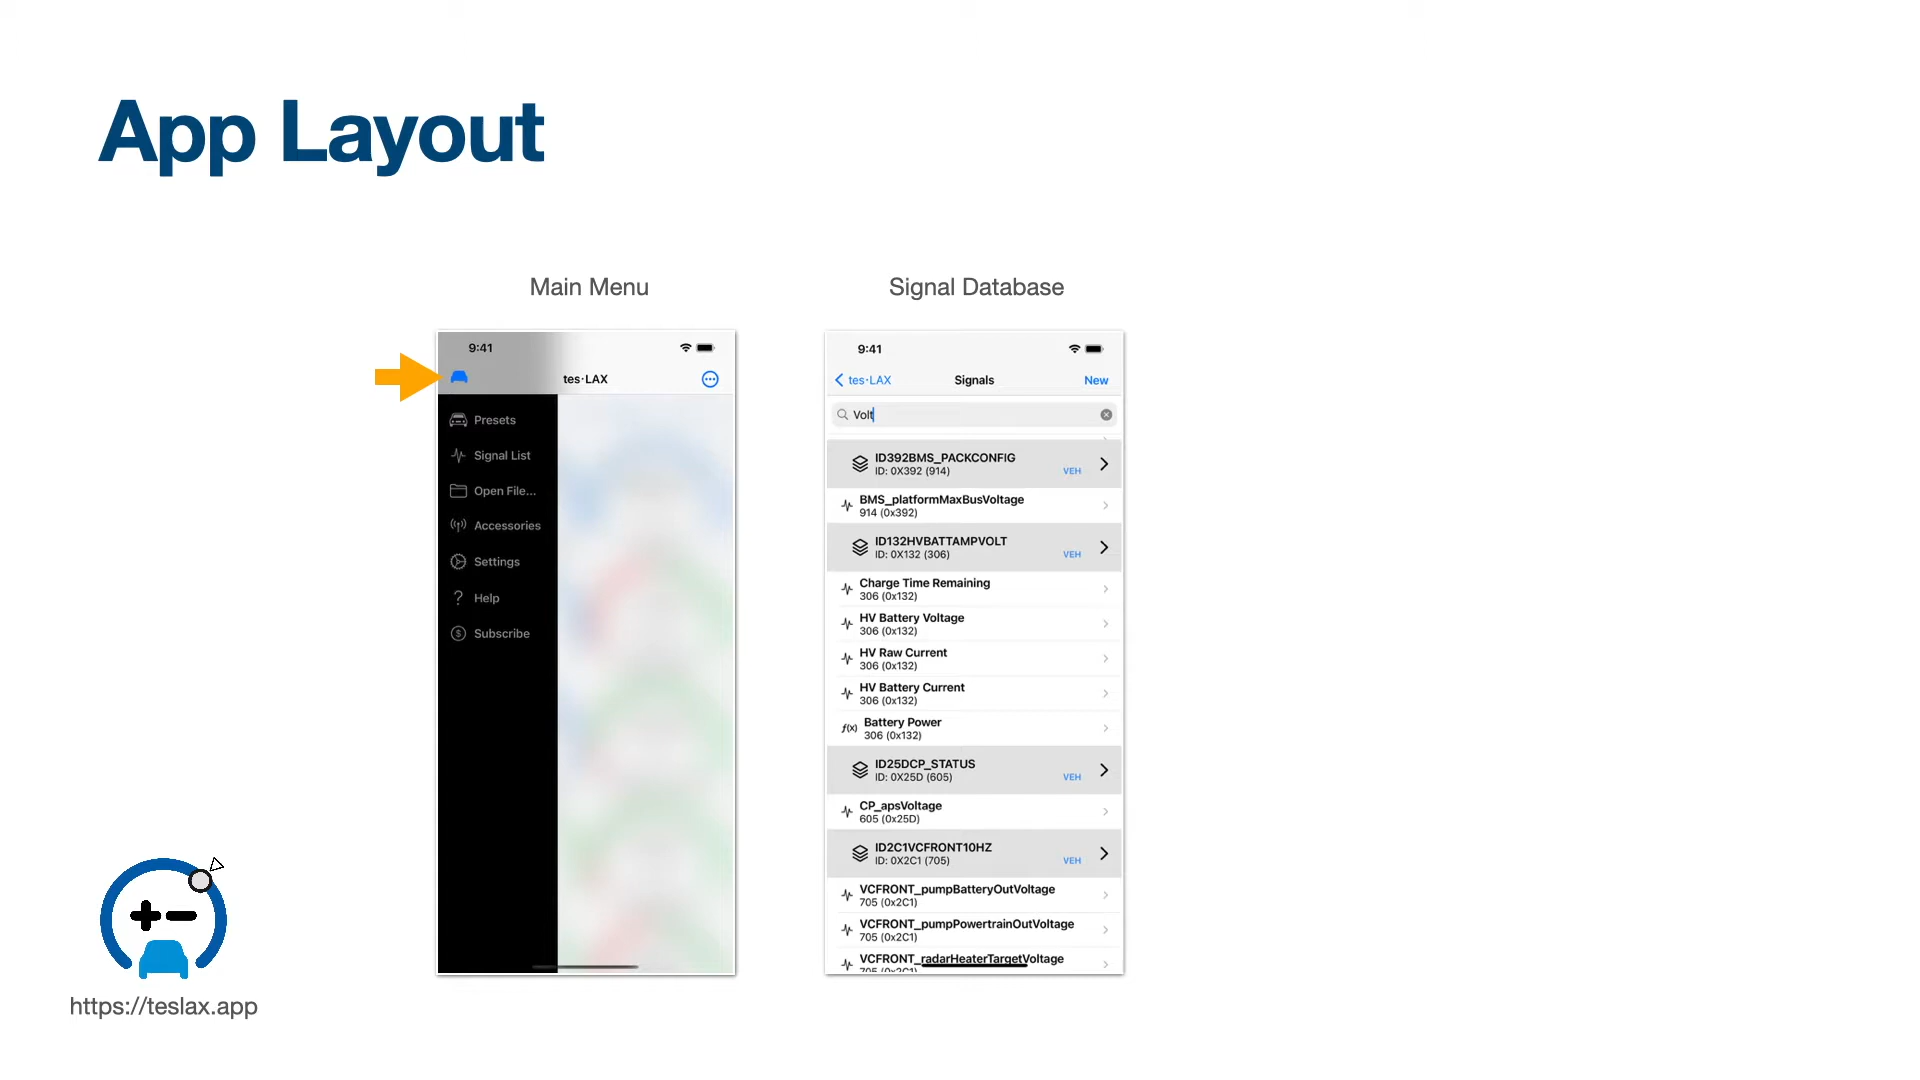 App Layout
Main Menu
9:41
tes·LAX
Presets
Signal List
Open File...
Accessories
Settings
Help
Subscribe
Signal Database
9:41
tes·LAX
Signals
New
Volt
ID392BMS_PACKCONFIG
ID: 0X392 (914)
VEH
BMS_platformMaxBusVoltage
914 (0x392)
ID132HVBATTAMPVOLT
ID: 0X132 (306)
VEH
Charge Time Remaining
306 (0x132)
HV Battery Voltage
306 (0x132)
HV Raw Current
306 (0x132)
HV Battery Current
306 (0x132)
f(x) Battery Power
306 (0x132)
ID25DCP_STATUS
ID: 0X25D (605)
VEH
CP_apsVoltage
605 (0x25D)
ID2C1VCFRONT10HZ
ID: 0X2C1 (705)
VEH
VCFRONT_pumpBatteryOutVoltage
705 (0x2C1)
VCFRONT_pumpPowertrainOutVoltage
705 (0x2C1)
VCFRONT_radarHeaterTargetVoltage
705 (0x2C1)
https://teslax.app